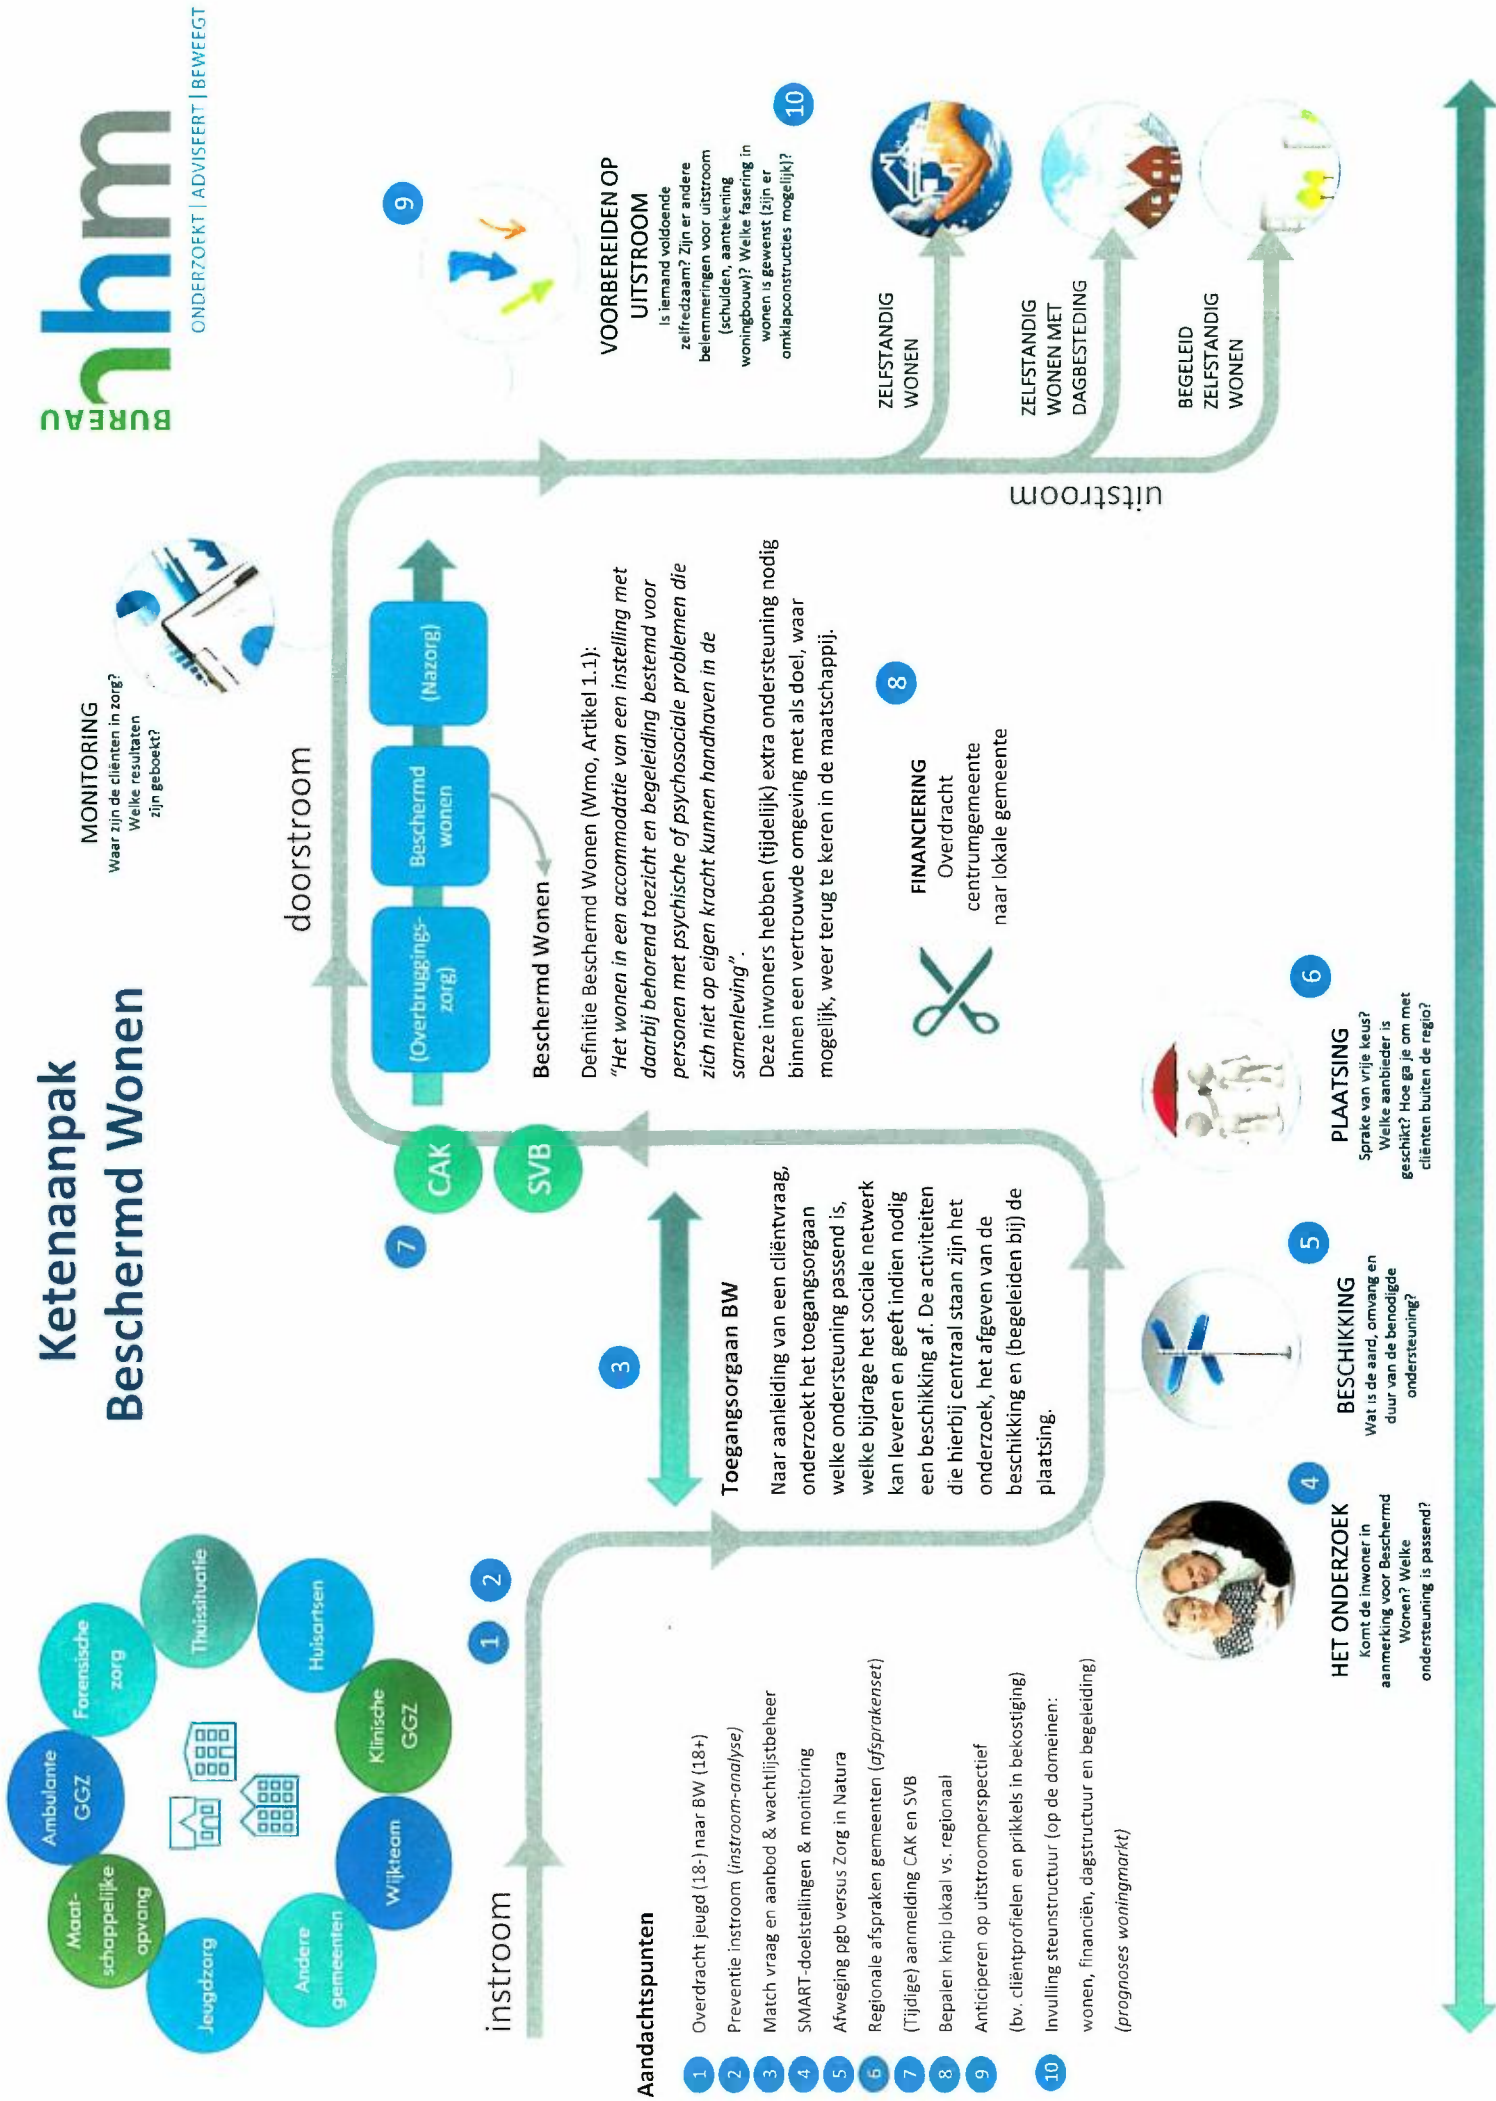 Ketenaanpak
Beschermd Wonen
BUREAU
hhm
ONDERZOEKT | ADVISEERT | BEWEEGT
Ambulante
GGZ
Forensische
zorg
Thuissituatie
Huisartsen
Klinische
GGZ
Wijkteam
Andere
gemeenten
Jeugdzorg
Maat-
schappelijke
opvang
instroom
1
2
Aandachtspunten
1 Overdracht jeugd (18-) naar BW (18+)
2 Preventie instroom (instroom-analyse)
3 Match vraag en aanbod & wachtlijstbeheer
4 SMART-doelstellingen & monitoring
5 Afweging pgb versus Zorg in Natura
6 Regionale afspraken gemeenten (afsprakenset)
7 (Tijdige) aanmelding CAK en SVB
8 Bepalen knip lokaal vs. regionaal
9 Anticiperen op uitstroomperspectief
(bv. cliëntprofielen en prikkels in bekostiging)
10 Invulling steunstructuur (op de domeinen:
wonen, financiën, dagstructuur en begeleiding)
(prognoses woningmarkt)
3
Toegangsorgaan BW
Naar aanleiding van een cliëntvraag,
onderzoekt het toegangsorgaan
welke ondersteuning passend is,
welke bijdrage het sociale netwerk
kan leveren en geeft indien nodig
een beschikking af. De activiteiten
die hierbij centraal staan zijn het
onderzoek, het afgeven van de
beschikking en (begeleiden bij) de
plaatsing.
4
HET ONDERZOEK
Komt de inwoner in
aanmerking voor Beschermd
Wonen? Welke
ondersteuning is passend?
5
BESCHIKKING
Wat is de aard, omvang en
duur van de benodigde
ondersteuning?
6
PLAATSING
Sprake van vrije keus?
Welke aanbieder is
geschikt? Hoe ga je om met
cliënten buiten de regio?
7
CAK
SVB
doorstroom
MONITORING
Waar zijn de cliënten in zorg?
Welke resultaten
zijn geboekt?
(Overbruggings-
zorg)
Beschermd
wonen
(Nazorg)
Beschermd Wonen
Definitie Beschermd Wonen (Wmo, Artikel 1.1):
“Het wonen in een accommodatie van een instelling met
daarbij behorend toezicht en begeleiding bestemd voor
personen met psychische of psychosociale problemen die
zich niet op eigen kracht kunnen handhaven in de
samenleving”.
Deze inwoners hebben (tijdelijk) extra ondersteuning nodig
binnen een vertrouwde omgeving met als doel, waar
mogelijk, weer terug te keren in de maatschappij.
8
FINANCIERING
Overdracht
centrumgemeente
naar lokale gemeente
9
VOORBEREIDEN OP
UITSTROOM
Is iemand voldoende
zelfredzaam? Zijn er andere
belemmeringen voor uitstroom
(schulden, aantekening
woningbouw)? Welke fasering in
wonen is gewenst (zijn er
omklapconstructies mogelijk)?
10
uitstroom
ZELFSTANDIG
WONEN
ZELFSTANDIG
WONEN MET
DAGBESTEDING
BEGELEID
ZELFSTANDIG
WONEN